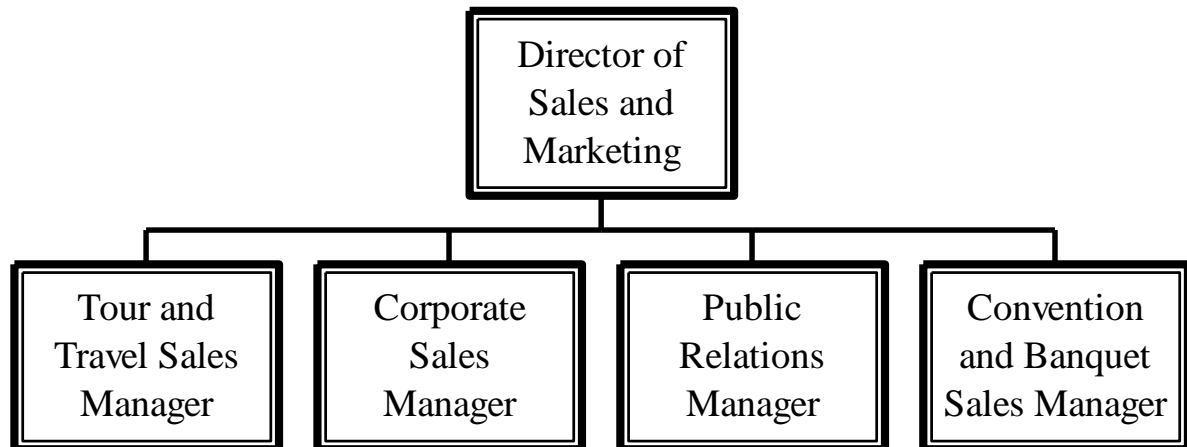 Director of
Sales and
Marketing
Tour and
Travel Sales
Manager
Corporate
Sales
Manager
Public
Relations
Manager
Convention
and Banquet
Sales Manager